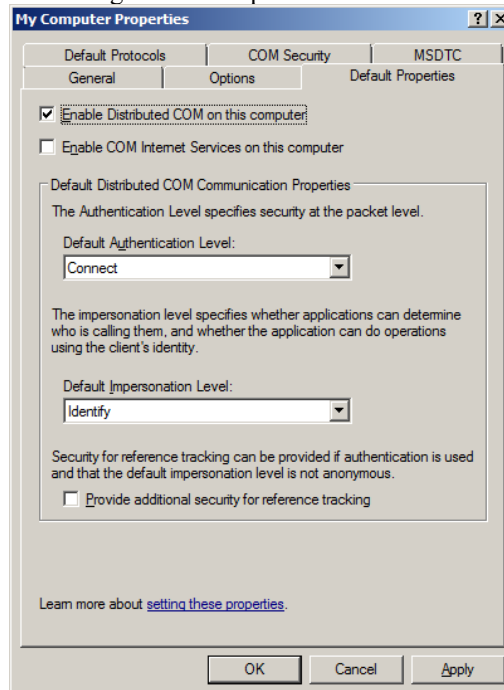 My Computer Properties
Default Protocols
COM Security
MSDTC
General
Options
Default Properties
Enable Distributed COM on this computer
Enable COM Internet Services on this computer
Default Distributed COM Communication Properties
The Authentication Level specifies security at the packet level.
Default Authentication Level:
Connect
The impersonation level specifies whether applications can determine
who is calling them, and whether the application can do operations
using the client's identity.
Default Impersonation Level:
Identify
Security for reference tracking can be provided if authentication is used
and that the default impersonation level is not anonymous.
Provide additional security for reference tracking
Learn more about setting these properties.
OK
Cancel
Apply